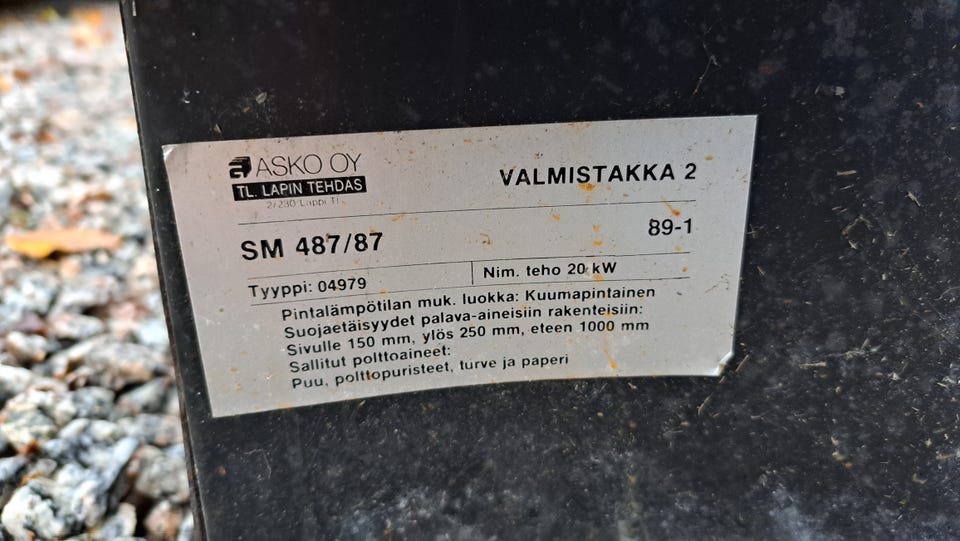 ASKO OY
TL. LAPIN TEHDAS
27230 Lappi Tl
VALMISTAKKA 2
SM 487/87
89-1
Tyyppi: 04979
Nim. teho 20 kW
Pintalämpötilan muk. luokka: Kuumapintainen
Suojaetäisyydet palava-aineisiin rakenteisiin:
Sivulle 150 mm, ylös 250 mm, eteen 1000 mm
Sallitut polttoaineet:
Puu, polttopuristeet, turve ja paperi